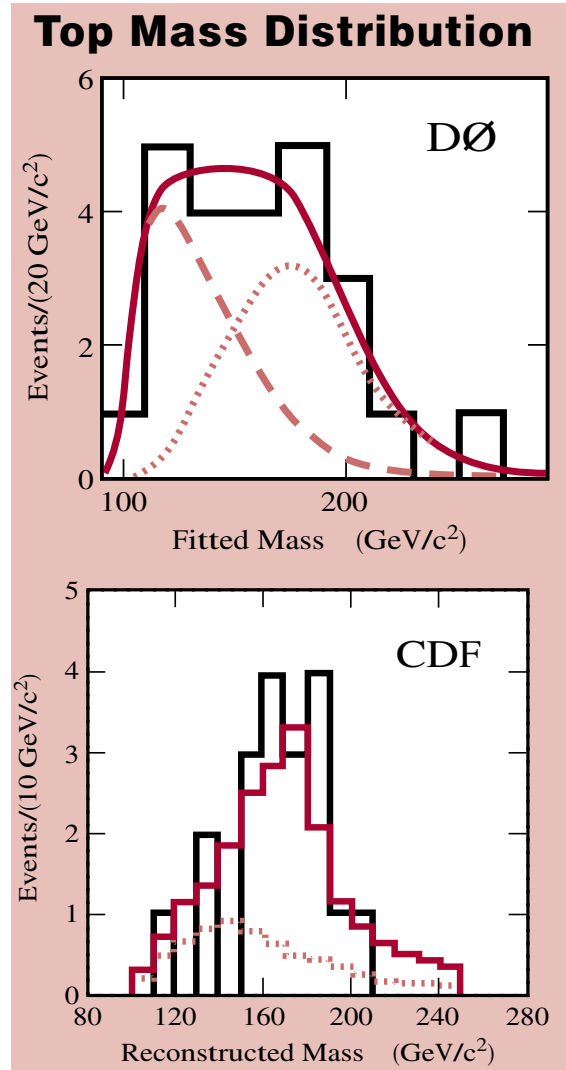 Top Mass Distribution
DØ
Events/(20 GeV/c²)
6
4
2
0
100 200
Fitted Mass (GeV/c²)
CDF
Events/(10 GeV/c²)
5
4
3
2
1
0
80 120 160 200 240 280
Reconstructed Mass (GeV/c²)